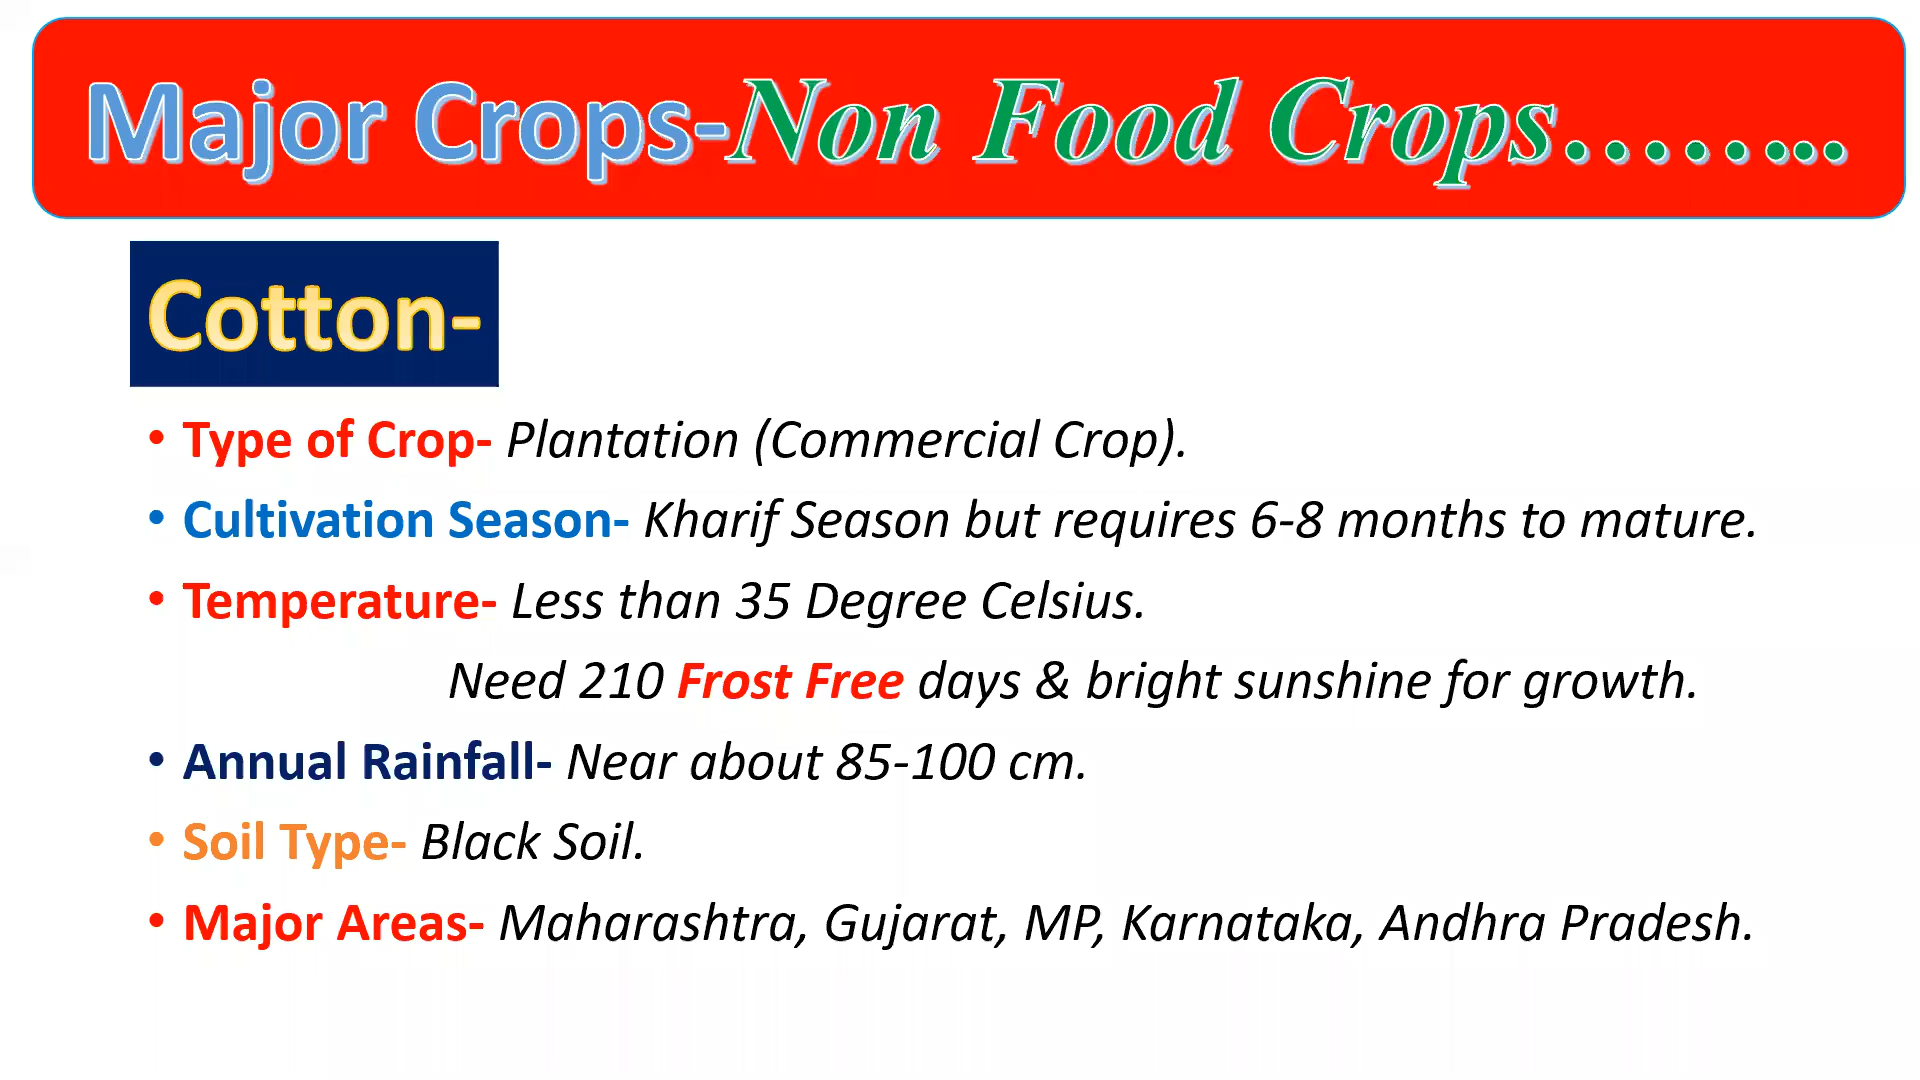 Major Crops-Non Food Crops……..
Cotton-
• Type of Crop- Plantation (Commercial Crop).
• Cultivation Season- Kharif Season but requires 6-8 months to mature.
• Temperature- Less than 35 Degree Celsius.
Need 210 Frost Free days & bright sunshine for growth.
• Annual Rainfall- Near about 85-100 cm.
• Soil Type- Black Soil.
• Major Areas- Maharashtra, Gujarat, MP, Karnataka, Andhra Pradesh.